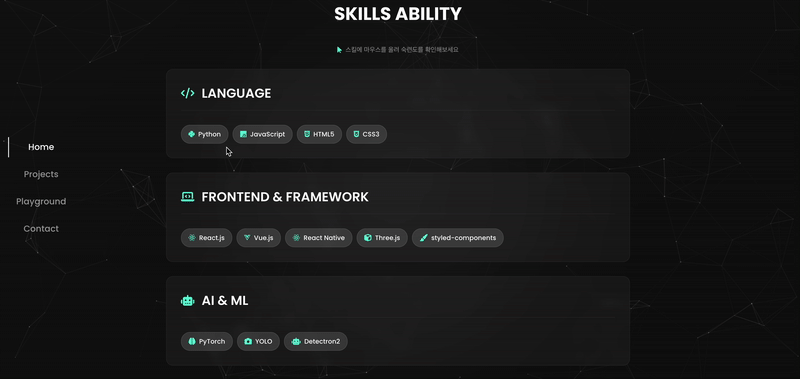 SKILLS ABILITY
스킬에 마우스를 올려 숙련도를 확인해보세요
LANGUAGE
Python JavaScript HTML5 CSS3
Home
Projects
Playground
Contact
FRONTEND & FRAMEWORK
React.js Vue.js React Native Three.js styled-components
AI & ML
PyTorch YOLO Detectron2